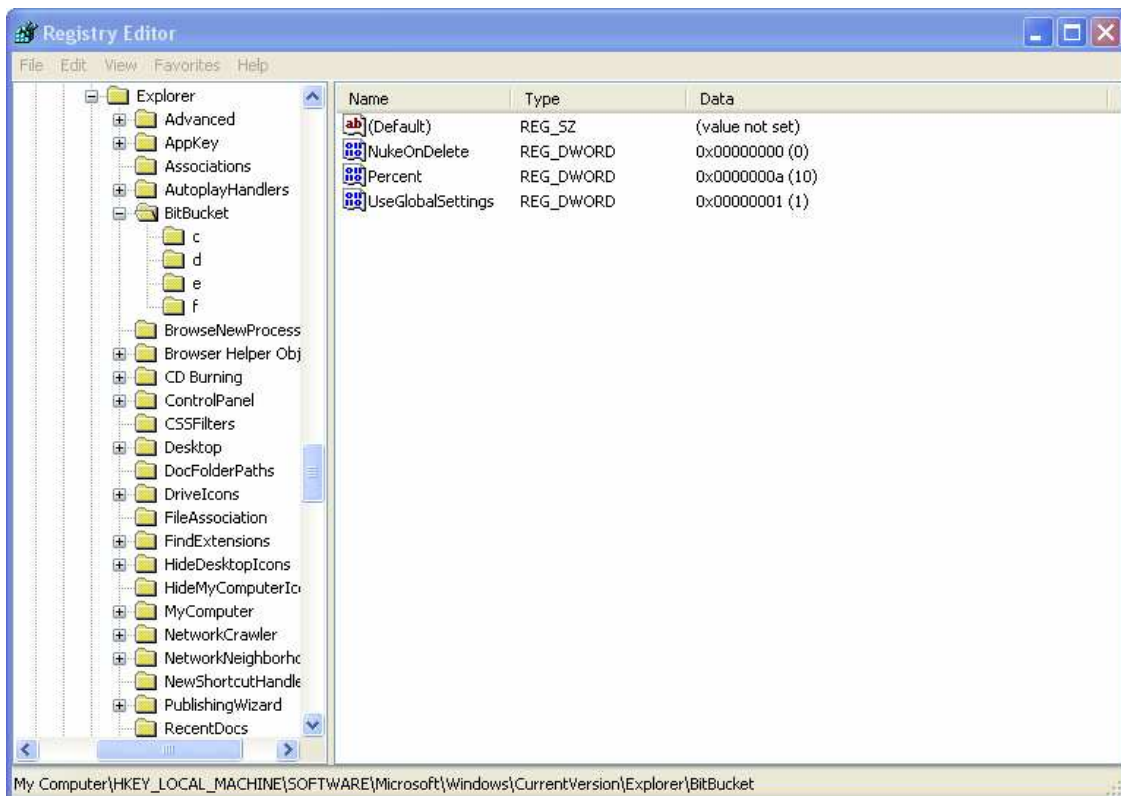 Registry Editor
File Edit View Favorites Help
Explorer
Advanced
AppKey
Associations
AutoplayHandlers
BitBucket
c
d
e
f
BrowseNewProcess
Browser Helper Obj
CD Burning
ControlPanel
CSSFilters
Desktop
DocFolderPaths
DriveIcons
FileAssociation
FindExtensions
HideDesktopIcons
HideMyComputerIc
MyComputer
NetworkCrawler
NetworkNeighborho
NewShortcutHandle
PublishingWizard
RecentDocs
Name Type Data
(Default) REG_SZ (value not set)
NukeOnDelete REG_DWORD 0x00000000 (0)
Percent REG_DWORD 0x0000000a (10)
UseGlobalSettings REG_DWORD 0x00000001 (1)
My Computer\HKEY_LOCAL_MACHINE\SOFTWARE\Microsoft\Windows\CurrentVersion\Explorer\BitBucket